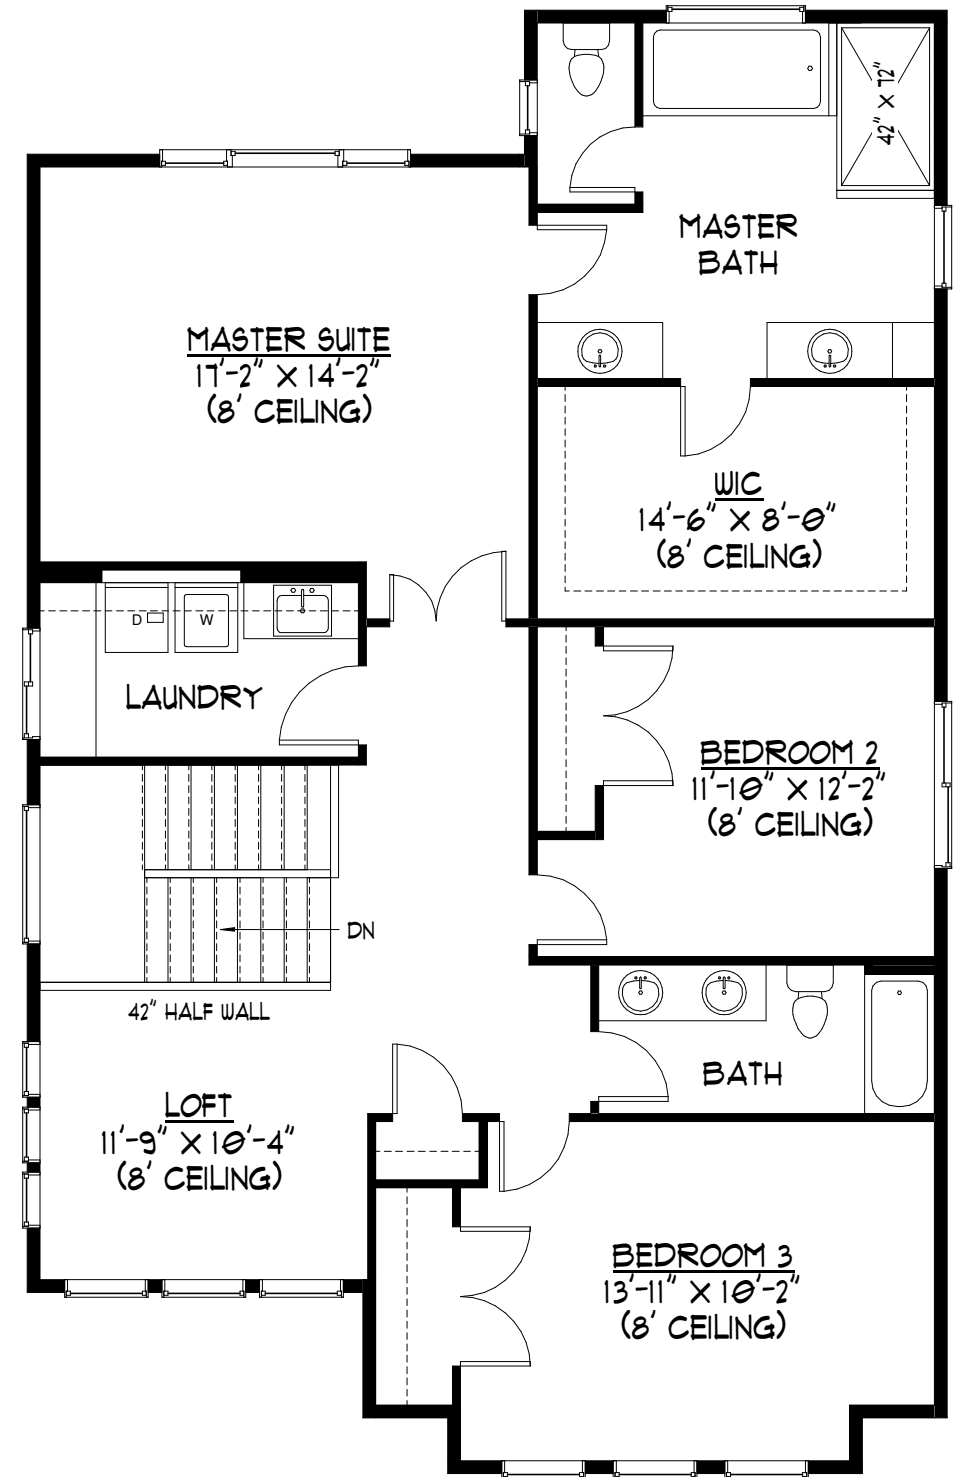 42" X 72"
MASTER
BATH
MASTER SUITE
17'-2" X 14'-2"
(8' CEILING)
WIC
14'-6" X 8'-0"
(8' CEILING)
D
W
LAUNDRY
BEDROOM 2
11'-10" X 12'-2"
(8' CEILING)
DN
42" HALF WALL
BATH
LOFT
11'-9" X 10'-4"
(8' CEILING)
BEDROOM 3
13'-11" X 10'-2"
(8' CEILING)